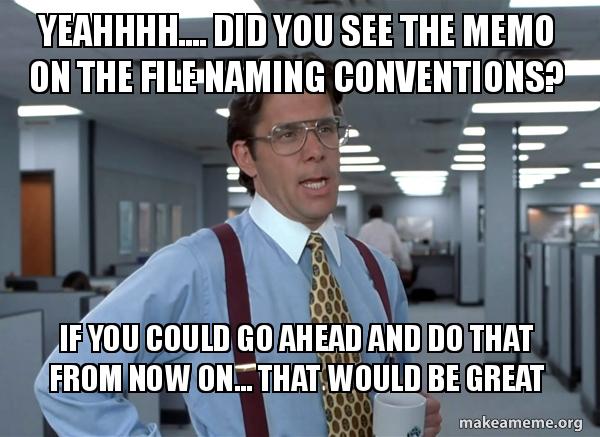 YEAHHHH.... DID YOU SEE THE MEMO
ON THE FILE NAMING CONVENTIONS?
IF YOU COULD GO AHEAD AND DO THAT
FROM NOW ON... THAT WOULD BE GREAT
makeameme.org